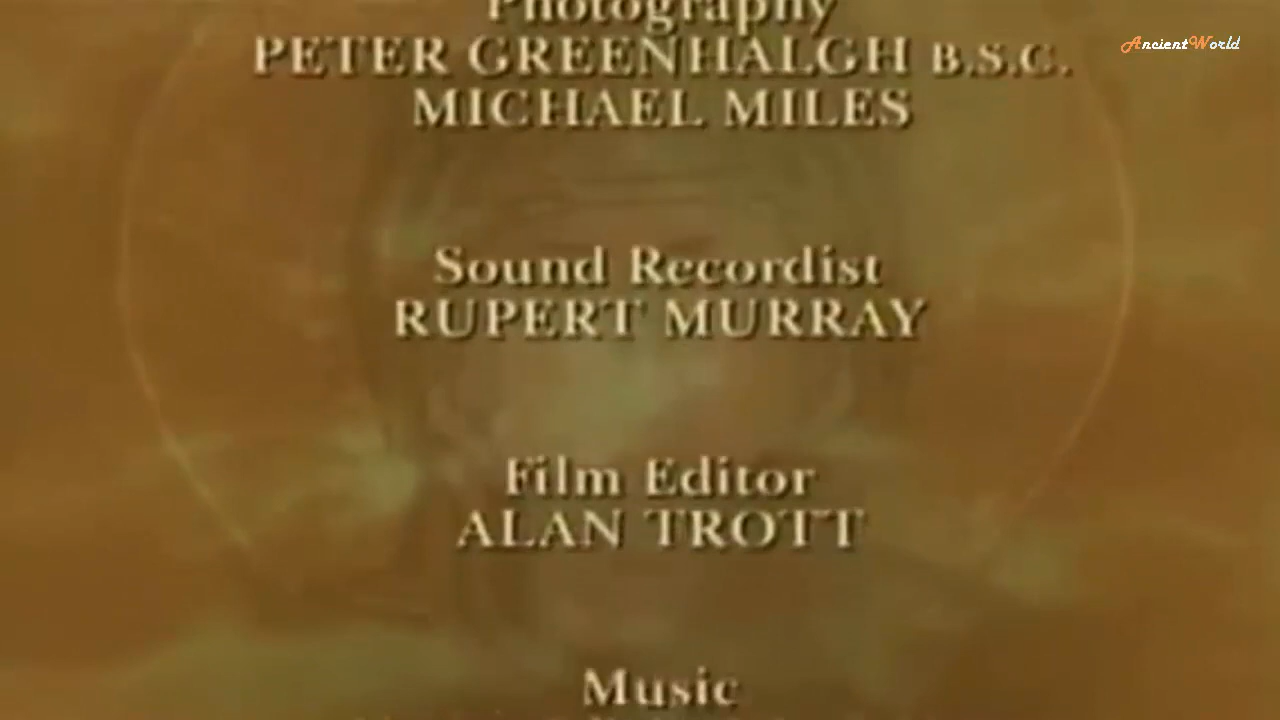 Photography
PETER GREENHALGH B.S.C.
MICHAEL MILES
Sound Recordist
RUPERT MURRAY
Film Editor
ALAN TROTT
Music
AncientWorld